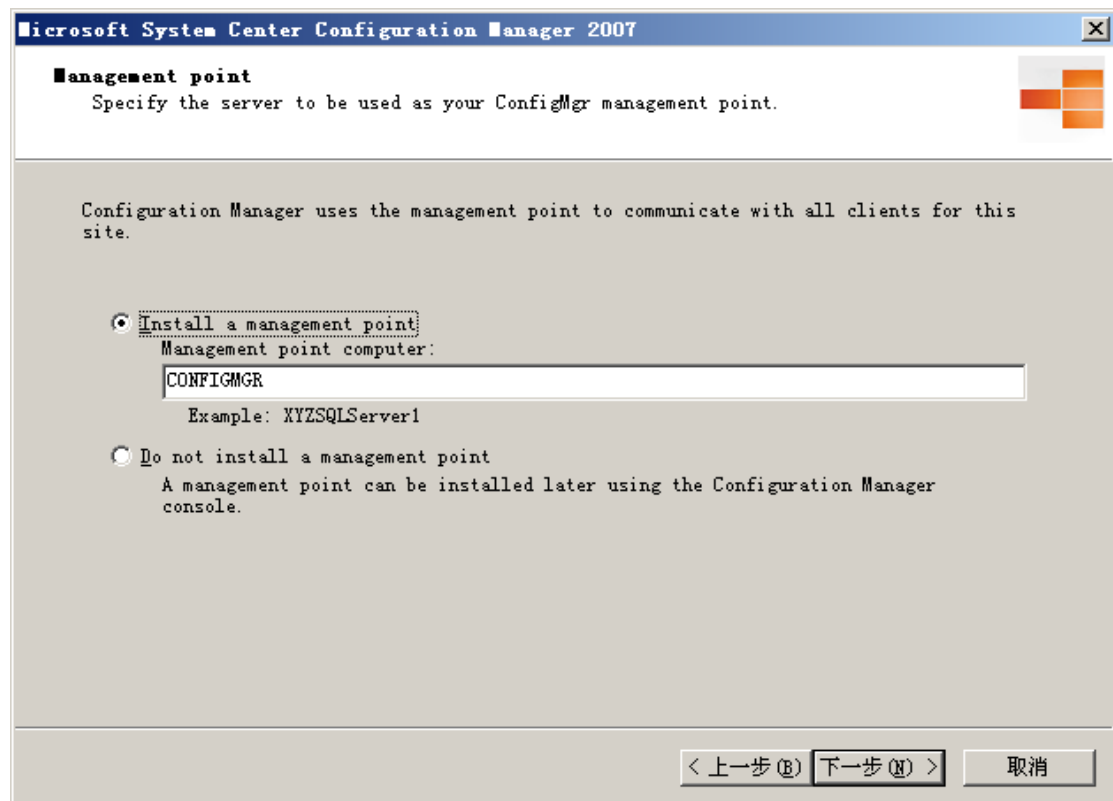 Microsoft System Center Configuration Manager 2007
Management point
Specify the server to be used as your ConfigMgr management point.
Configuration Manager uses the management point to communicate with all clients for this
site.
Install a management point
Management point computer:
CONFIGMGR
Example: XYZSQLServer1
Do not install a management point
A management point can be installed later using the Configuration Manager
console.
< 上一步(B) 下一步(N) > 取消